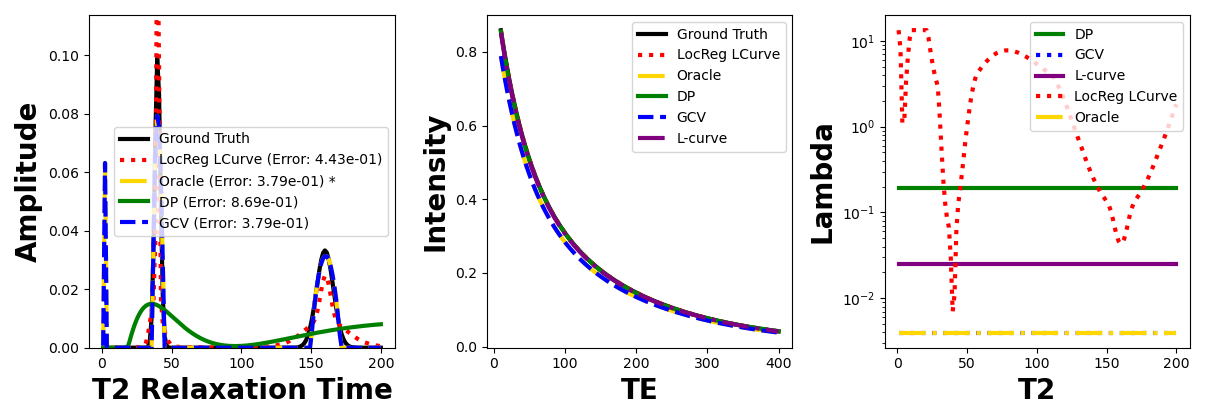 Amplitude
0.10
0.08
0.06
0.04
0.02
0.00
Ground Truth
LocReg LCurve (Error: 4.43e-01)
Oracle (Error: 3.79e-01) *
DP (Error: 8.69e-01)
GCV (Error: 3.79e-01)
0 50 100 150 200
T2 Relaxation Time
Intensity
0.8
0.6
0.4
0.2
0.0
Ground Truth
LocReg LCurve
Oracle
DP
GCV
L-curve
0 100 200 300 400
TE
Lambda
10¹
10⁰
10⁻¹
10⁻²
DP
GCV
L-curve
LocReg LCurve
Oracle
0 50 100 150 200
T2